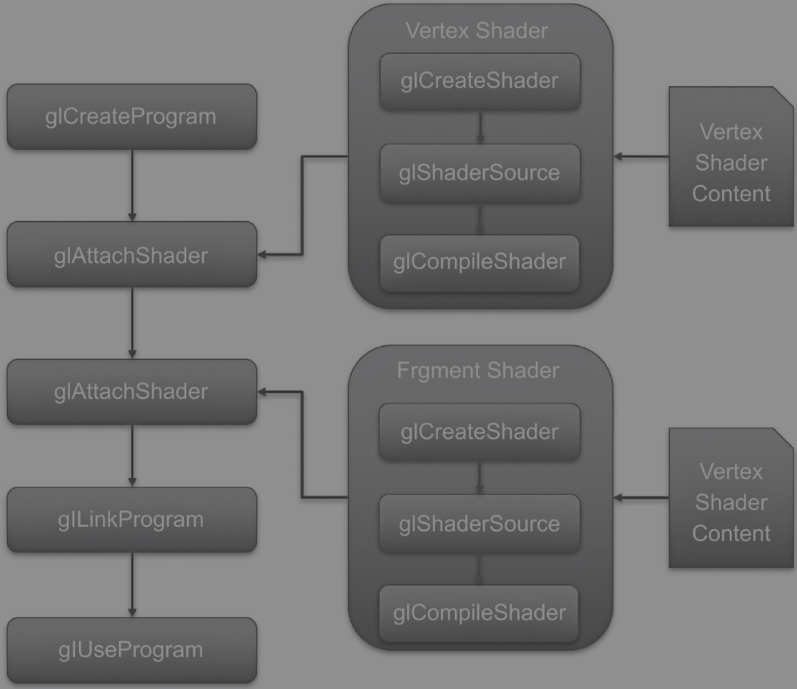 glCreateProgram
glAttachShader
glAttachShader
glLinkProgram
glUseProgram
Vertex Shader
glCreateShader
glShaderSource
glCompileShader
Frgment Shader
glCreateShader
glShaderSource
glCompileShader
Vertex
Shader
Content
Vertex
Shader
Content